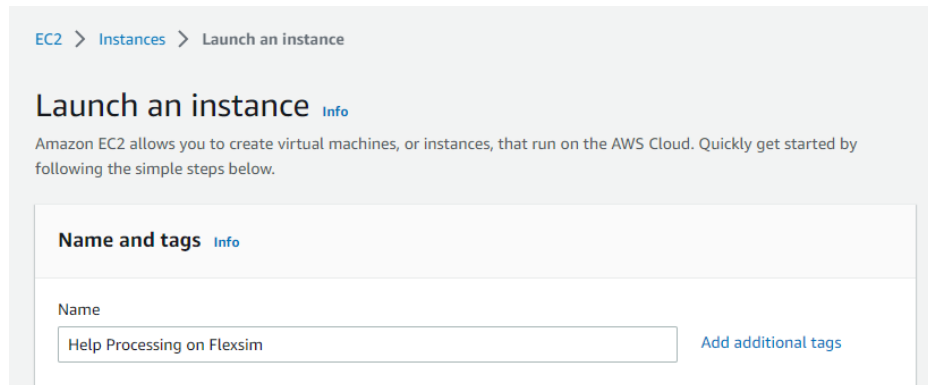 EC2 > Instances > Launch an instance
Launch an instance Info
Amazon EC2 allows you to create virtual machines, or instances, that run on the AWS Cloud. Quickly get started by
following the simple steps below.
Name and tags Info
Name
Help Processing on Flexsim Add additional tags